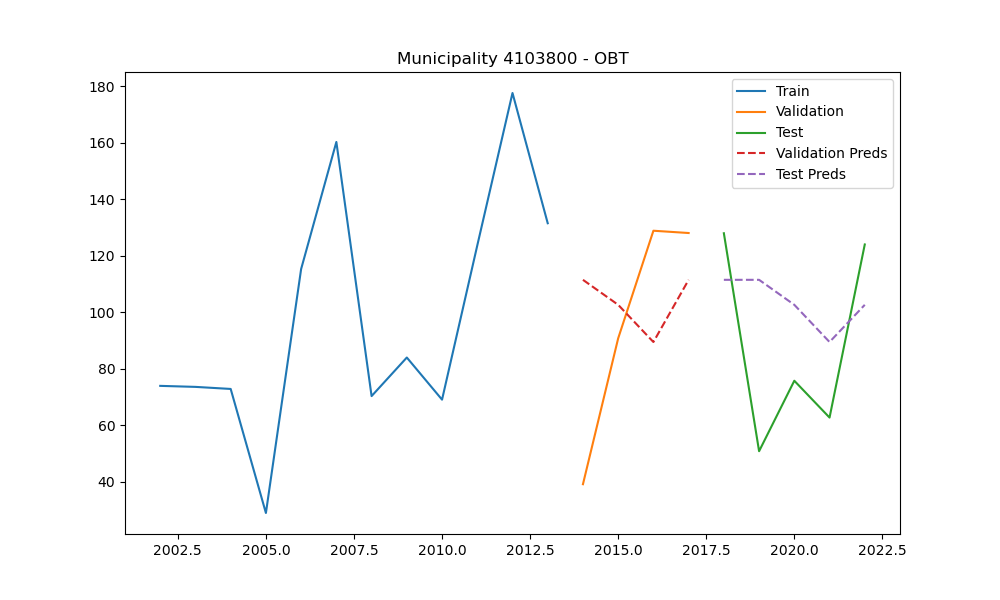 Municipality 4103800 - OBT
180
160
140
120
100
80
60
40
Train
Validation
Test
Validation Preds
Test Preds
2002.5 2005.0 2007.5 2010.0 2012.5 2015.0 2017.5 2020.0 2022.5